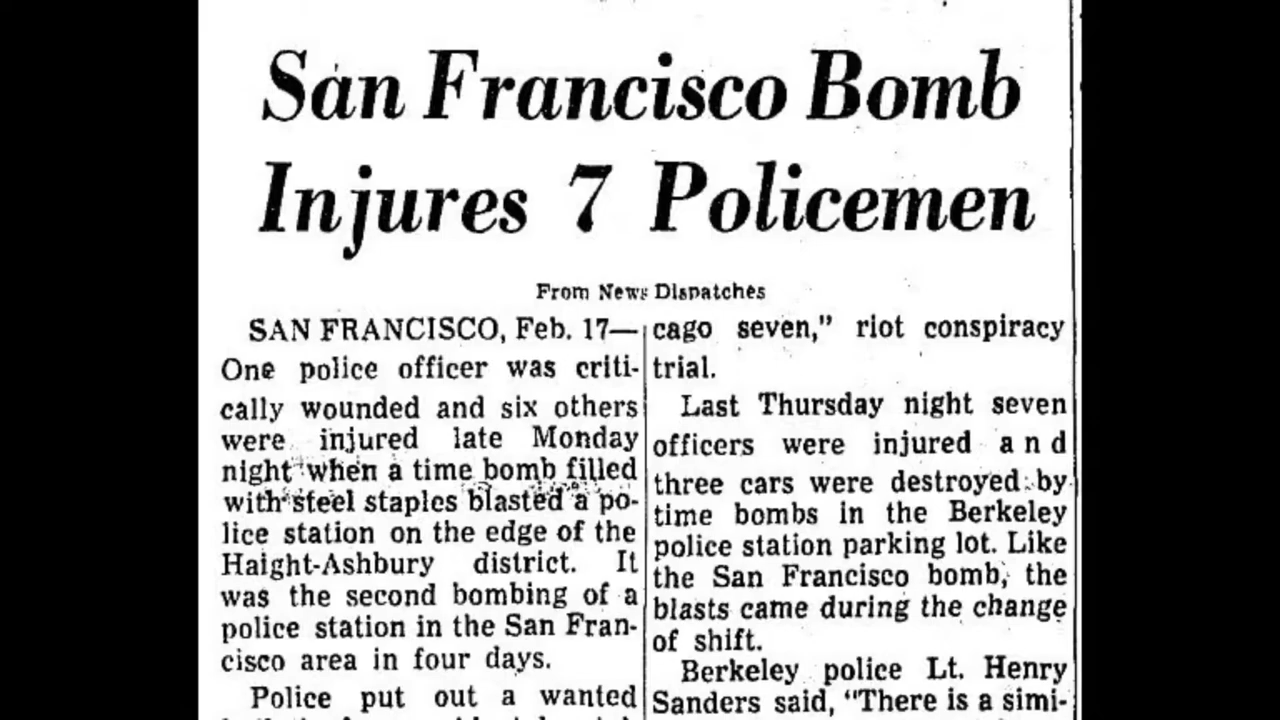 San Francisco Bomb
Injures 7 Policemen
From News Dispatches
SAN FRANCISCO, Feb. 17—
One police officer was criti-
cally wounded and six others
were injured late Monday
night when a time bomb filled
with steel staples blasted a po-
lice station on the edge of the
Haight-Ashbury district. It
was the second bombing of a
police station in the San Fran-
cisco area in four days.
Police put out a wanted
cago seven," riot conspiracy
trial.
Last Thursday night seven
officers were injured and
three cars were destroyed by
time bombs in the Berkeley
police station parking lot. Like
the San Francisco bomb, the
blasts came during the change
of shift.
Berkeley police Lt. Henry
Sanders said, "There is a simi-